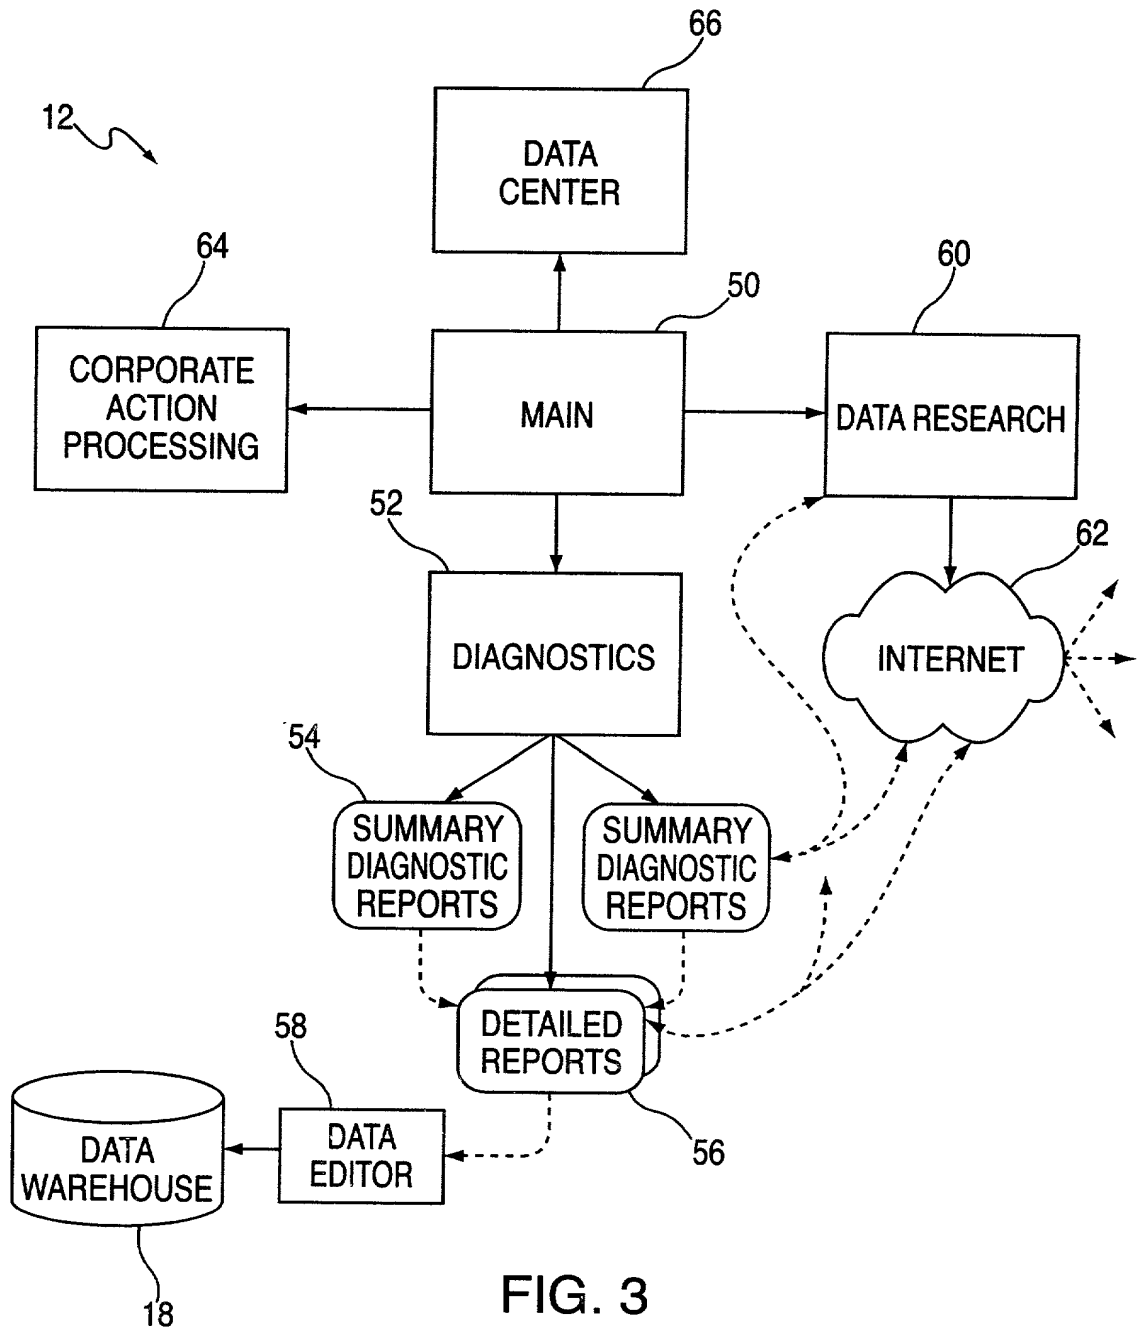 66
12
DATA
CENTER
64
60
50
CORPORATE
ACTION
PROCESSING
MAIN
DATA RESEARCH
52
62
DIAGNOSTICS
INTERNET
54
SUMMARY
DIAGNOSTIC
REPORTS
SUMMARY
DIAGNOSTIC
REPORTS
DETAILED
REPORTS
58
DATA
EDITOR
56
DATA
WAREHOUSE
18
FIG. 3